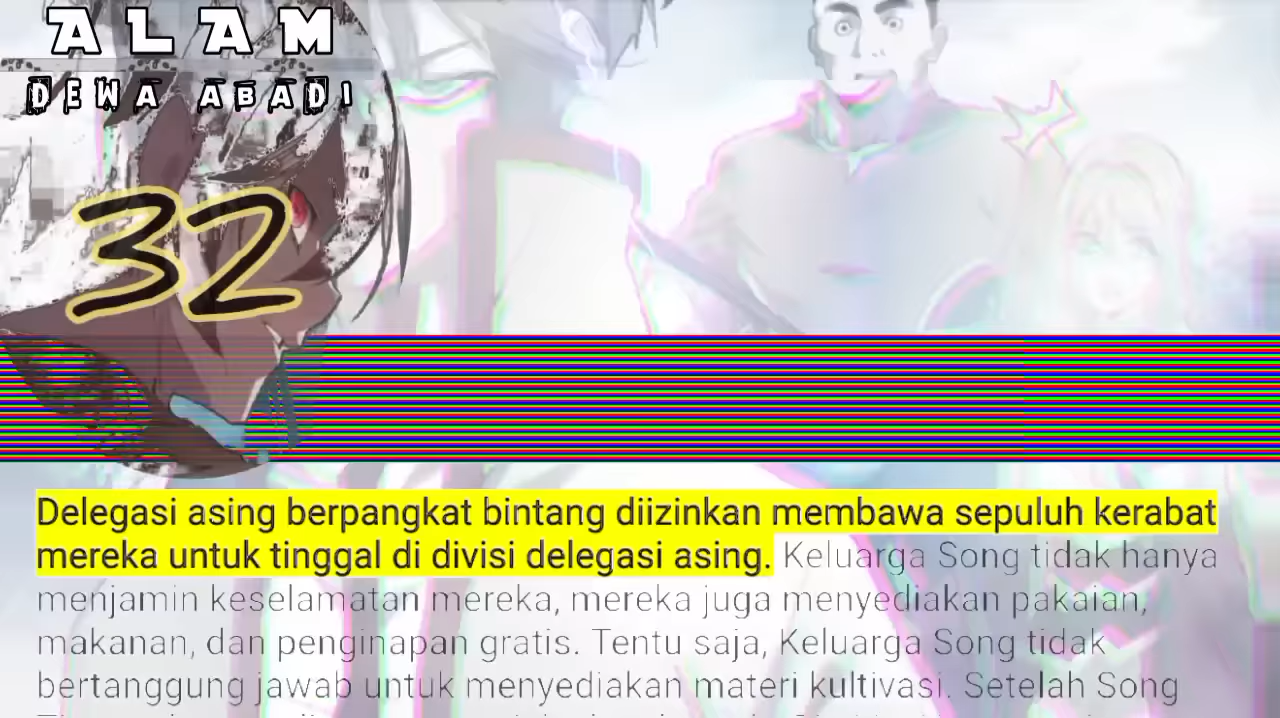 ALAM
DEWA ABADI
32
Delegasi asing berpangkat bintang diizinkan membawa sepuluh kerabat
mereka untuk tinggal di divisi delegasi asing. Keluarga Song tidak hanya
menjamin keselamatan mereka, mereka juga menyediakan pakaian,
makanan, dan penginapan gratis. Tentu saja, Keluarga Song tidak
bertanggung jawab untuk menyediakan materi kultivasi. Setelah Song